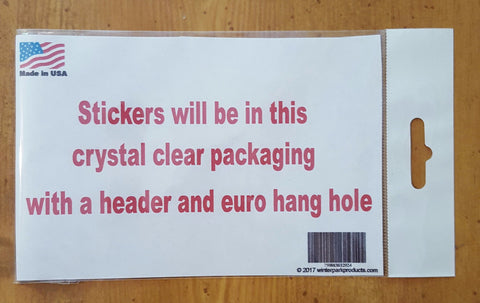 Made in USA
Stickers will be in this
crystal clear packaging
with a header and euro hang hole
© 2017 winterparkproducts.com